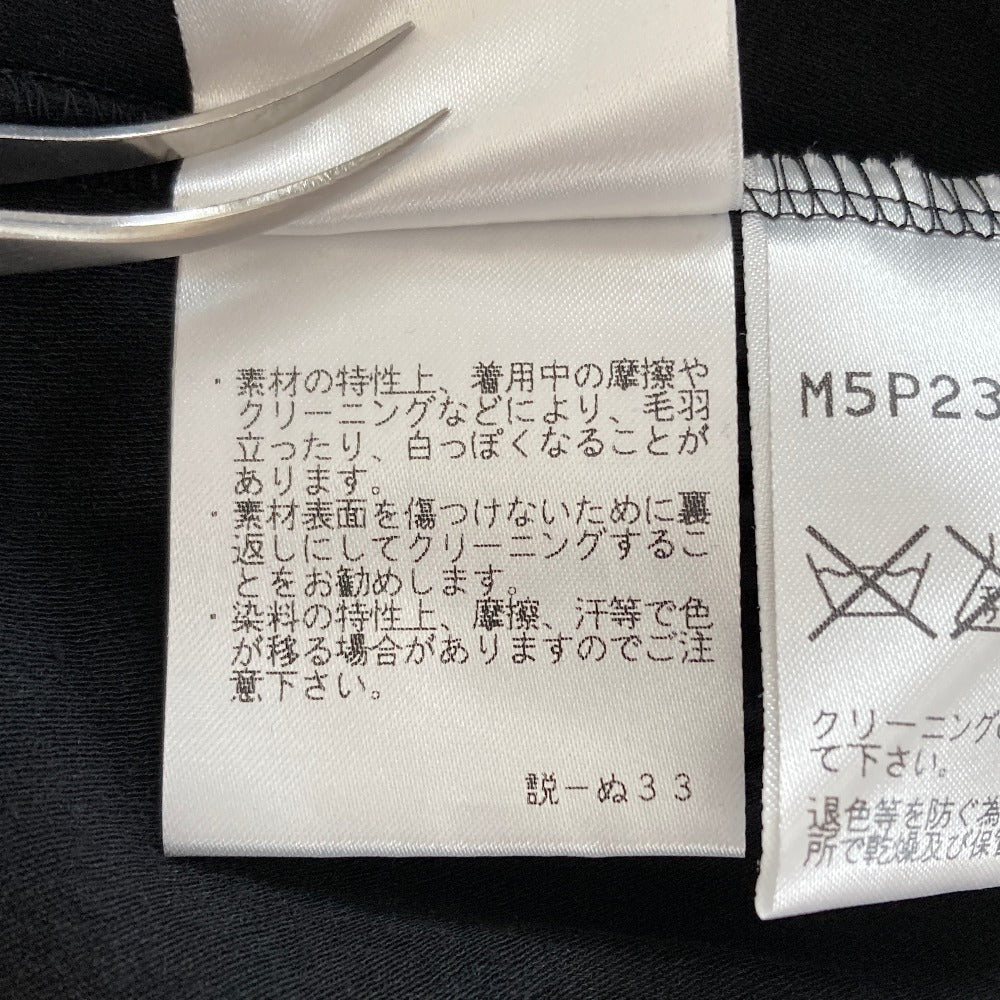 ・素材の特性上、着用中の摩擦や
クリーニングなどにより、毛羽
立ったり、白っぽくなることが
あります。
・素材表面を傷つけないために裏
返しにしてクリーニングするこ
とをお勧めします。
・染料の特性上、摩擦、汗等で色
が移る場合がありますのでご注
意下さい。
説－ぬ33
M5P23
クリーニング
て下さい。
退色等を防ぐ為
所で乾燥及び保管